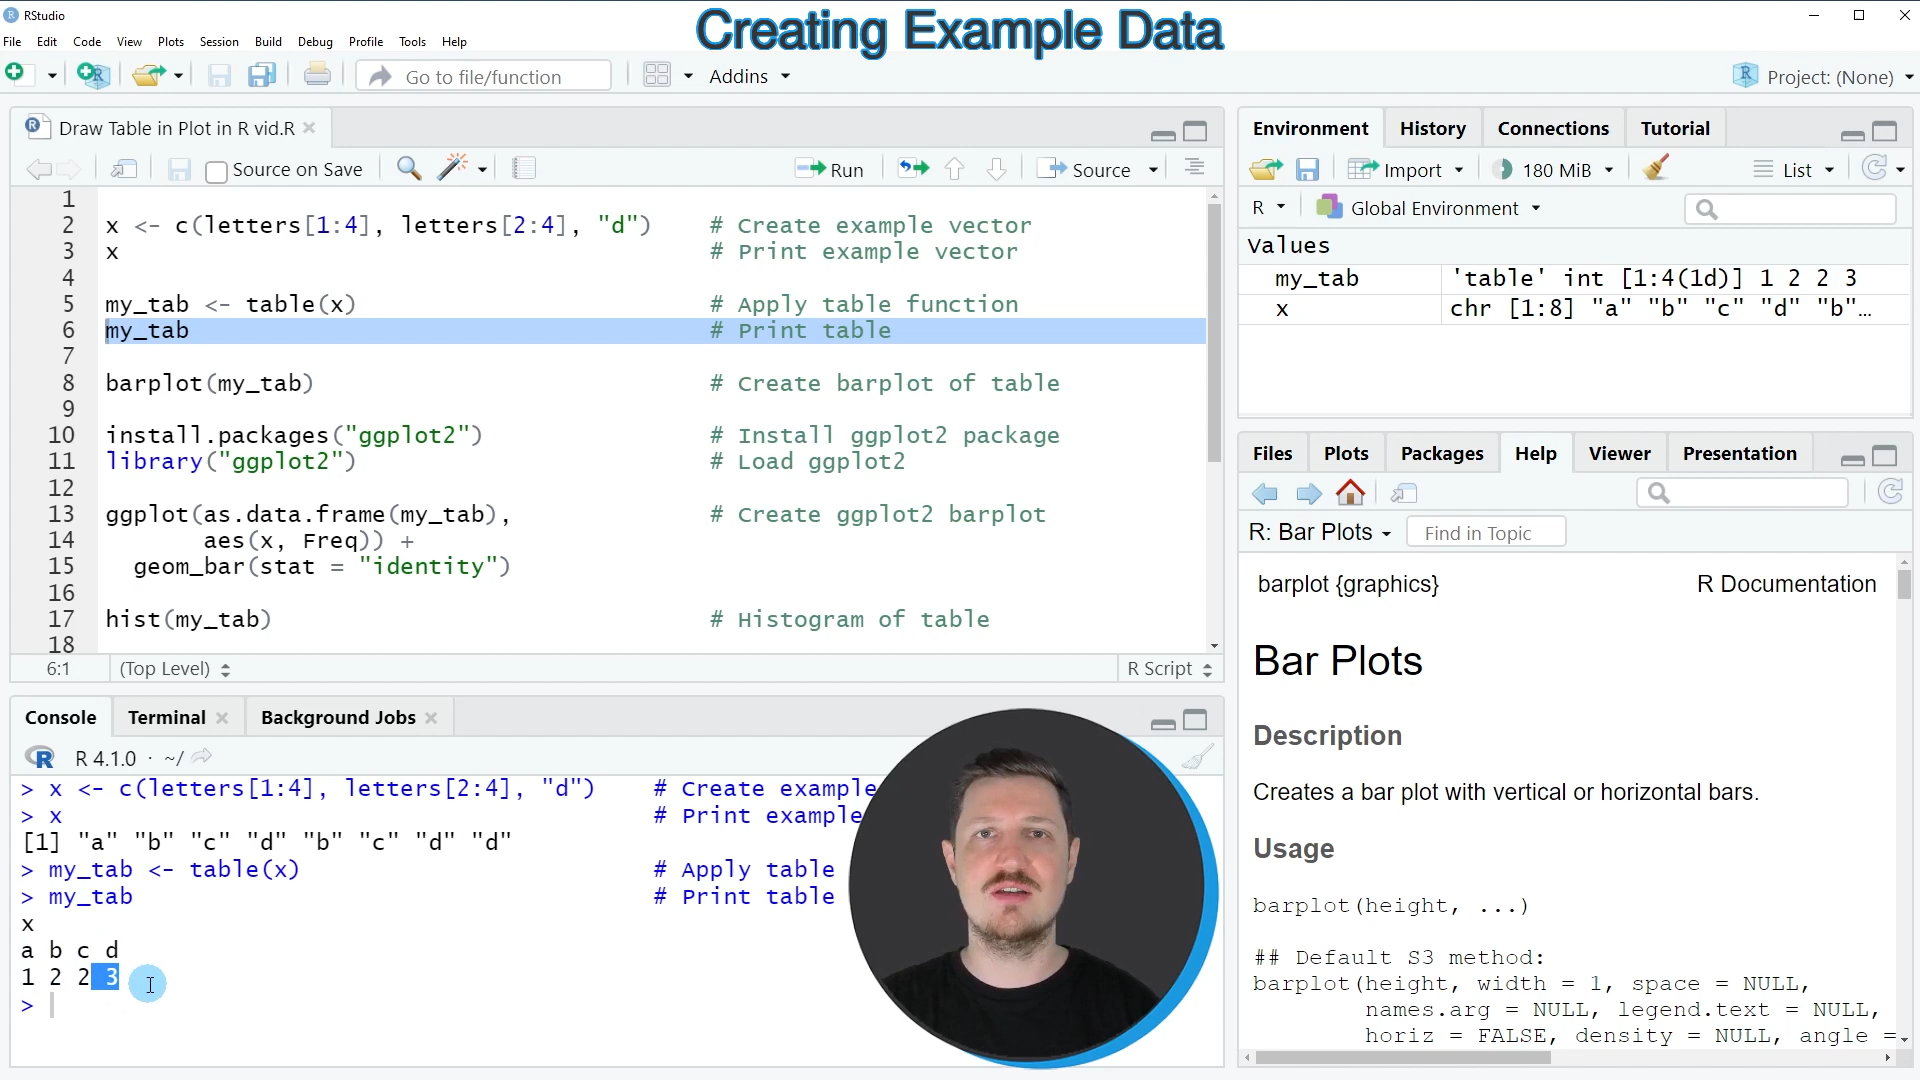 RStudio
Creating Example Data
File Edit Code View Plots Session Build Debug Profile Tools Help
Go to file/function Addins Project: (None)
Draw Table in Plot in R vid.R
Source on Save Run Source
1
2 x <- c(letters[1:4], letters[2:4], "d") # Create example vector
3 x # Print example vector
4
5 my_tab <- table(x) # Apply table function
6 my_tab # Print table
7
8 barplot(my_tab) # Create barplot of table
9
10 install.packages("ggplot2") # Install ggplot2 package
11 library("ggplot2") # Load ggplot2
12
13 ggplot(as.data.frame(my_tab), # Create ggplot2 barplot
14 aes(x, Freq)) +
15 geom_bar(stat = "identity")
16
17 hist(my_tab) # Histogram of table
18
6:1 (Top Level) R Script
Console Terminal Background Jobs
R 4.1.0 · ~/
> x <- c(letters[1:4], letters[2:4], "d") # Create example
> x # Print example
[1] "a" "b" "c" "d" "b" "c" "d" "d"
> my_tab <- table(x) # Apply table
> my_tab # Print table
x
a b c d
1 2 2 3
>
Environment History Connections Tutorial
Import 180 MiB List
R Global Environment
Values
my_tab 'table' int [1:4(1d)] 1 2 2 3
x chr [1:8] "a" "b" "c" "d" "b"…
Files Plots Packages Help Viewer Presentation
R: Bar Plots Find in Topic
barplot {graphics} R Documentation
Bar Plots
Description
Creates a bar plot with vertical or horizontal bars.
Usage
barplot(height, ...)
## Default S3 method:
barplot(height, width = 1, space = NULL,
names.arg = NULL, legend.text = NULL,
horiz = FALSE, density = NULL, angle =